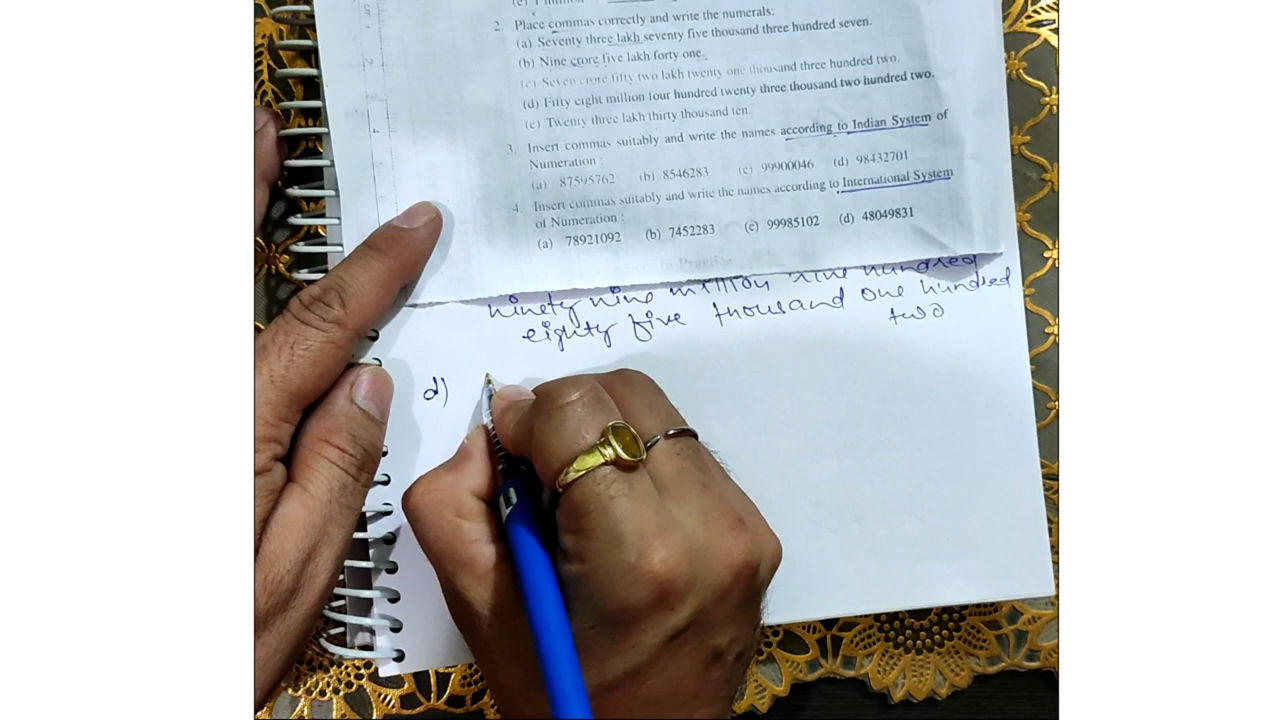 2. Place commas correctly and write the numerals:
(a) Seventy three lakh seventy five thousand three hundred seven.
(b) Nine crore five lakh forty one.
(c) Seven crore fifty two lakh twenty one thousand three hundred two.
(d) Fifty eight million four hundred twenty three thousand two hundred two.
(e) Twenty three lakh thirty thousand ten.
3. Insert commas suitably and write the names according to Indian System of
Numeration :
(a) 87595762 (b) 8546283 (c) 99900046 (d) 98432701
4. Insert commas suitably and write the names according to International System
of Numeration :
(a) 78921092 (b) 7452283 (c) 99985102 (d) 48049831
ninety nine million nine hundred
eighty five thousand one hundred
two
d)